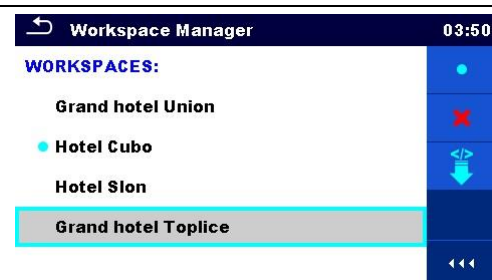 Workspace Manager 03:50
WORKSPACES:
Grand hotel Union
Hotel Cubo
Hotel Slon
Grand hotel Toplice